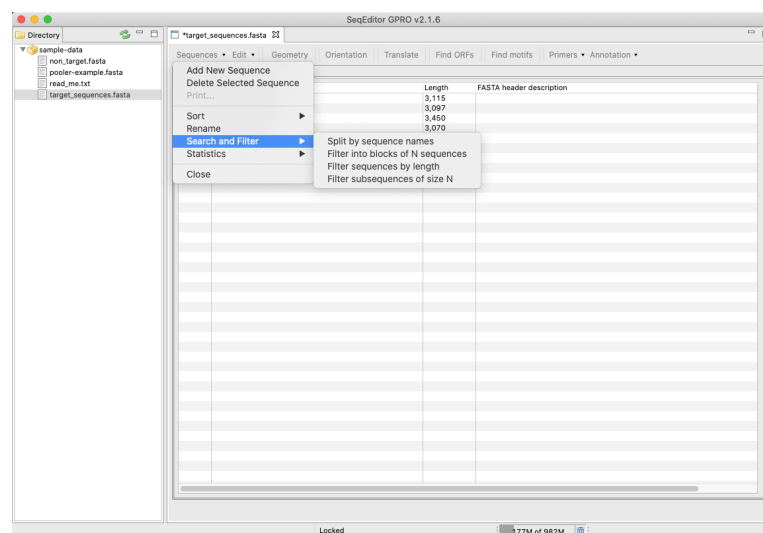 SeqEditor GPRO v2.1.6
Directory
*target_sequences.fasta
sample-data
non_target.fasta
pooler-example.fasta
read_me.txt
target_sequences.fasta
Sequences Edit Geometry Orientation Translate Find ORFs Find motifs Primers Annotation
Add New Sequence
Delete Selected Sequence
Print...
Sort
Rename
Search and Filter
Statistics
Close
Split by sequence names
Filter into blocks of N sequences
Filter sequences by length
Filter subsequences of size N
Length FASTA header description
3,115
3,097
3,450
3,070
Locked
177M of 982M